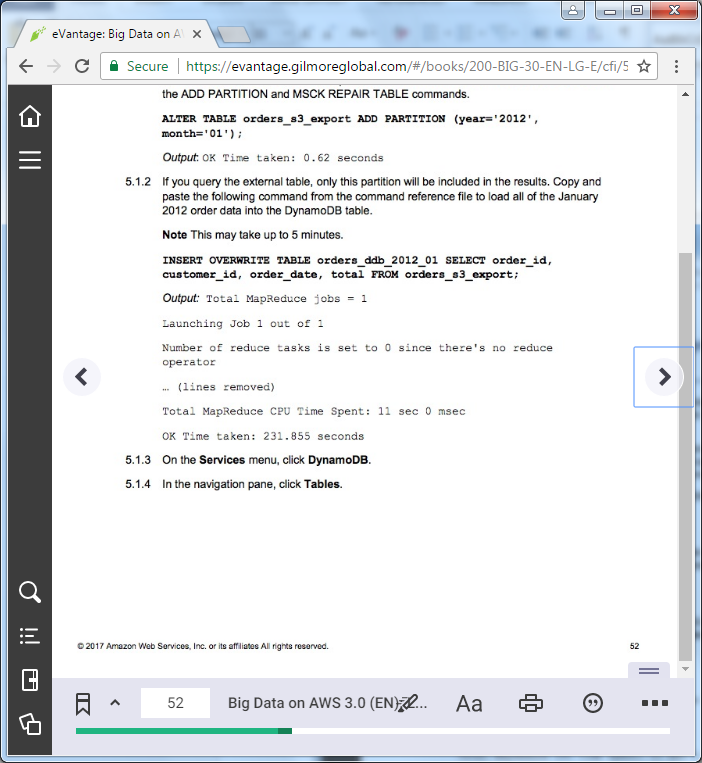 eVantage: Big Data on A
Secure https://evantage.gilmoreglobal.com/#/books/200-BIG-30-EN-LG-E/cfi/5
the ADD PARTITION and MSCK REPAIR TABLE commands.
ALTER TABLE orders_s3_export ADD PARTITION (year='2012',
month='01');
Output: OK Time taken: 0.62 seconds
5.1.2 If you query the external table, only this partition will be included in the results. Copy and
paste the following command from the command reference file to load all of the January
2012 order data into the DynamoDB table.
Note This may take up to 5 minutes.
INSERT OVERWRITE TABLE orders_ddb_2012_01 SELECT order_id,
customer_id, order_date, total FROM orders_s3_export;
Output: Total MapReduce jobs = 1
Launching Job 1 out of 1
Number of reduce tasks is set to 0 since there's no reduce
operator
… (lines removed)
Total MapReduce CPU Time Spent: 11 sec 0 msec
OK Time taken: 231.855 seconds
5.1.3 On the Services menu, click DynamoDB.
5.1.4 In the navigation pane, click Tables.
© 2017 Amazon Web Services, Inc. or its affiliates All rights reserved.
52
52 Big Data on AWS 3.0 (EN) ... Aa